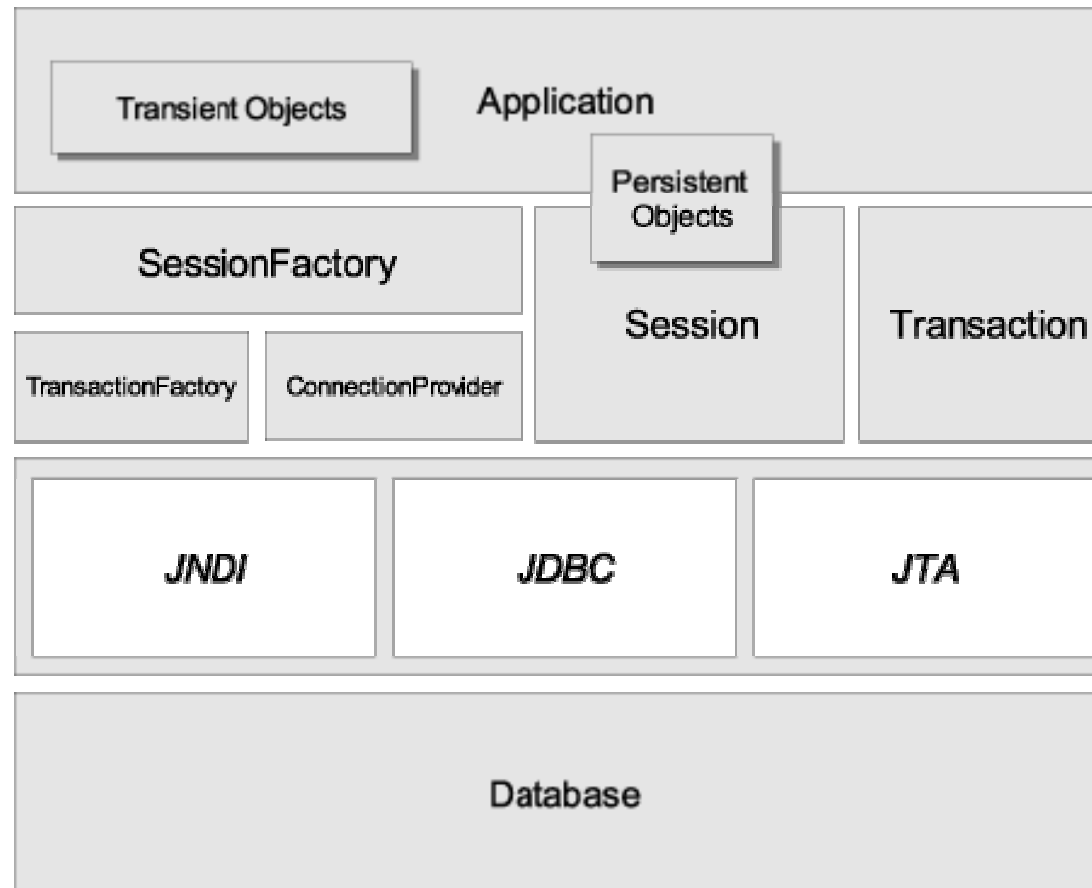 Transient Objects
Application
Persistent
Objects
SessionFactory
Session
Transaction
TransactionFactory
ConnectionProvider
JNDI
JDBC
JTA
Database